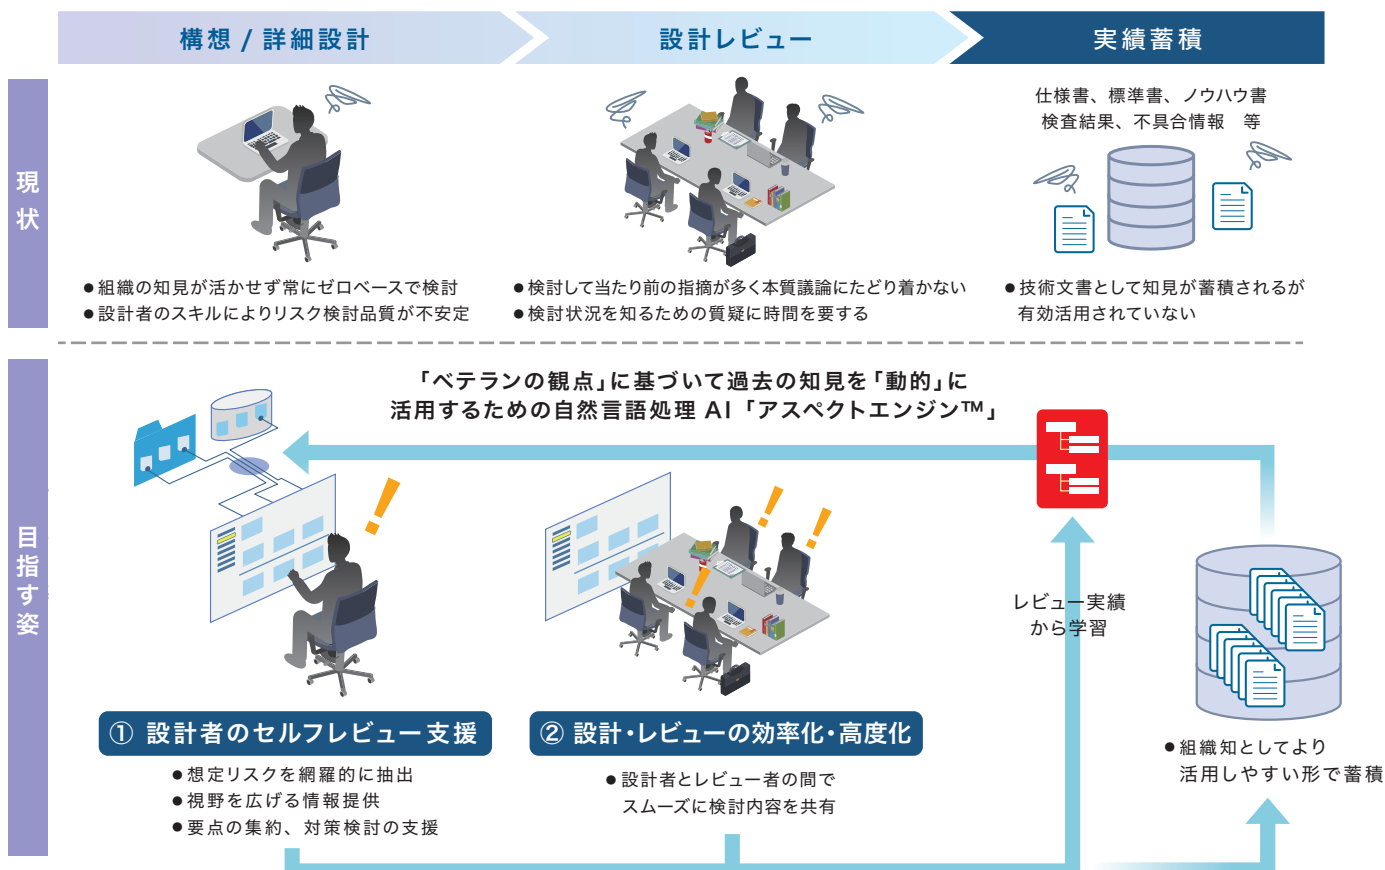 構想 / 詳細設計
設計レビュー
実績蓄積
現状
仕様書、標準書、ノウハウ書
検査結果、不具合情報　等
●組織の知見が活かせず常にゼロベースで検討
●設計者のスキルによりリスク検討品質が不安定
●検討して当たり前の指摘が多く本質議論にたどり着かない
●検討状況を知るための質疑に時間を要する
●技術文書として知見が蓄積されるが
有効活用されていない
目指す姿
「ベテランの観点」に基づいて過去の知見を「動的」に
活用するための自然言語処理 AI「アスペクトエンジン™」
レビュー実績
から学習
① 設計者のセルフレビュー支援
●想定リスクを網羅的に抽出
●視野を広げる情報提供
●要点の集約、対策検討の支援
② 設計・レビューの効率化・高度化
●設計者とレビュー者の間で
スムーズに検討内容を共有
●組織知としてより
活用しやすい形で蓄積